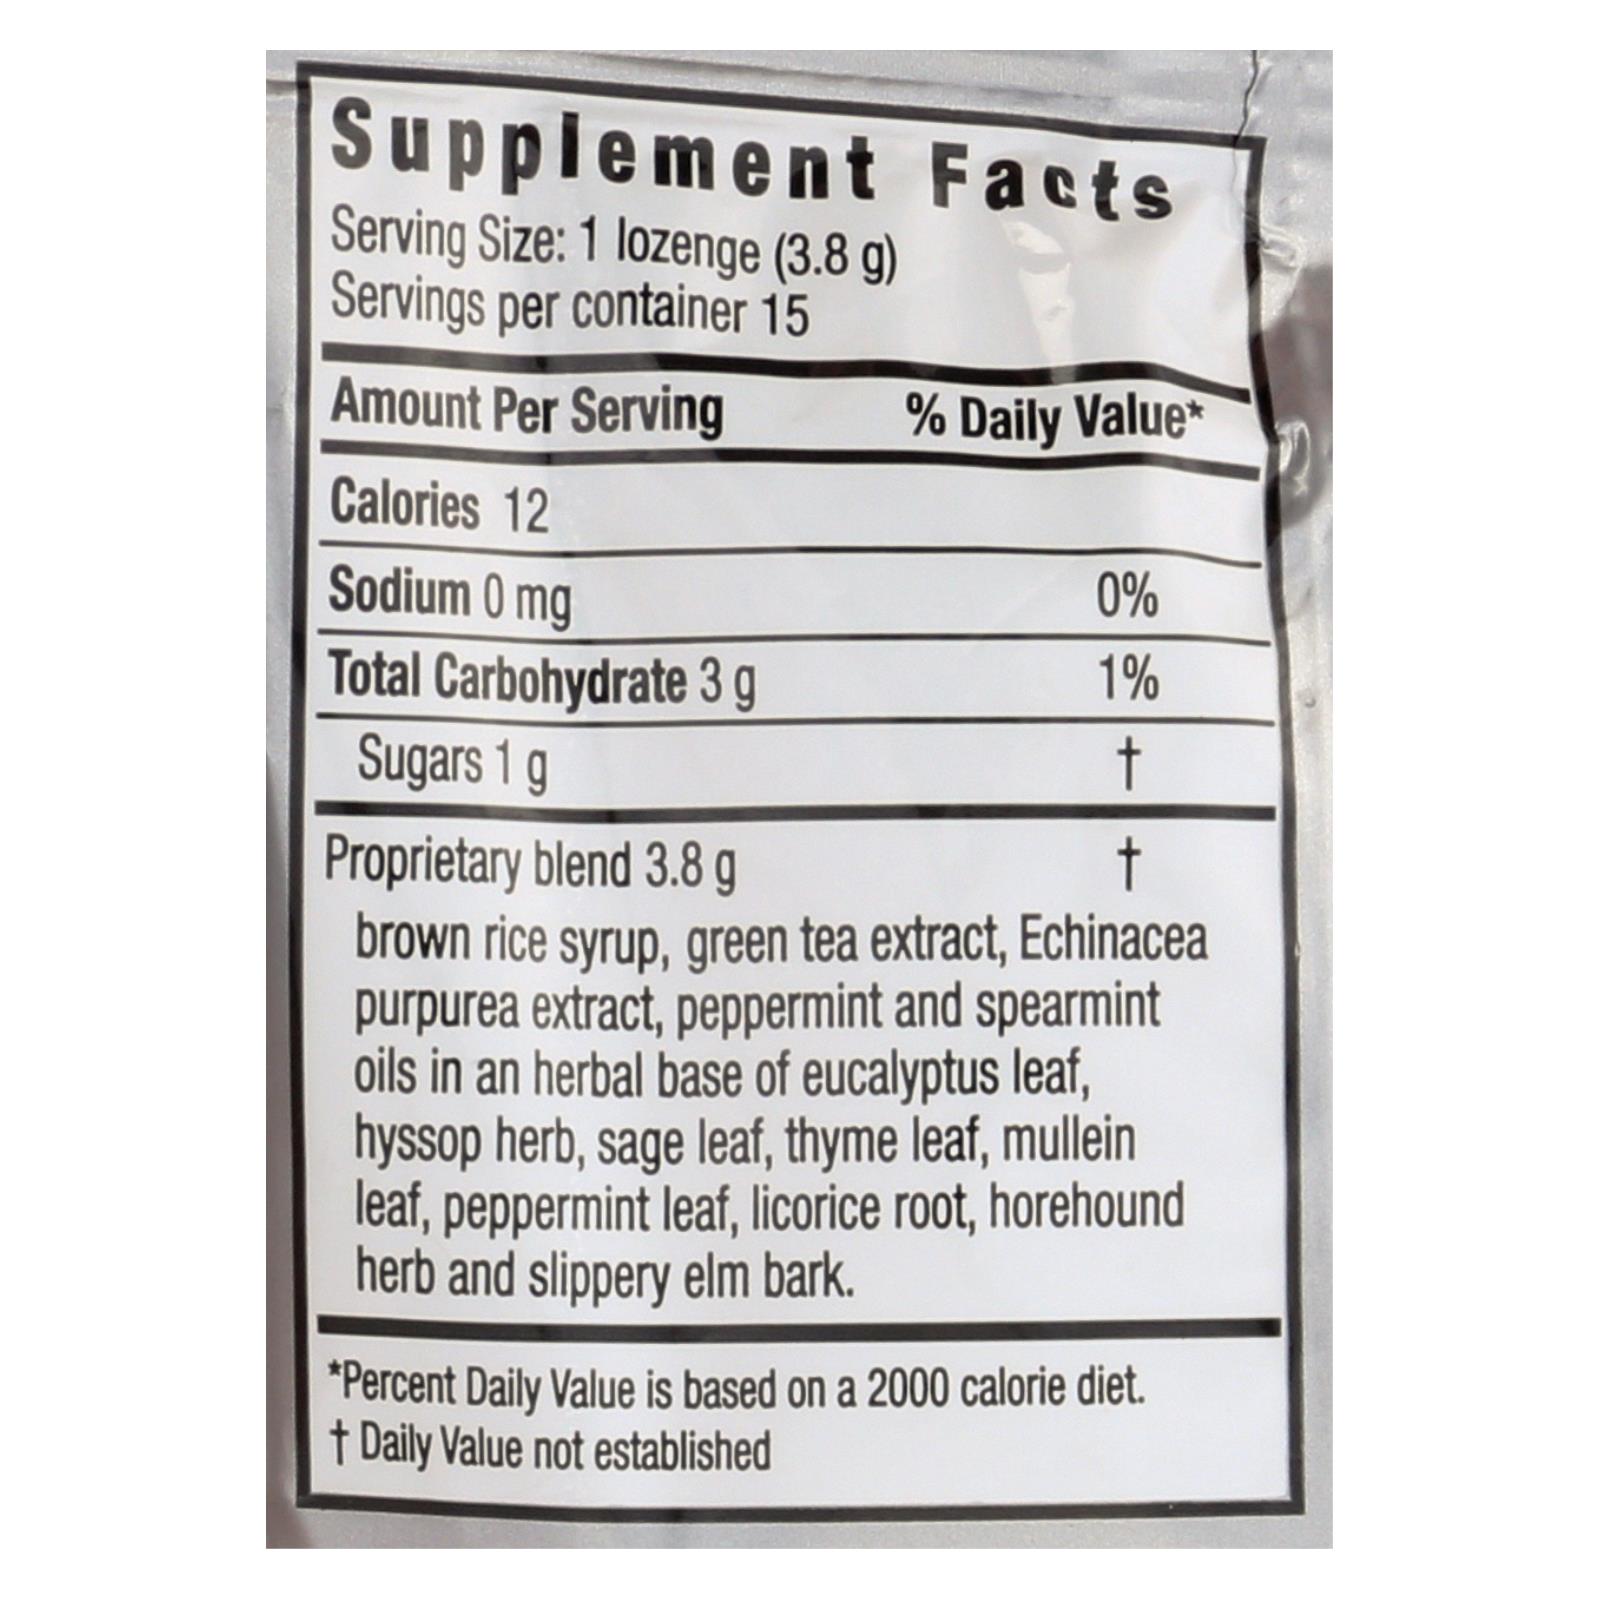 Supplement Facts
Serving Size: 1 lozenge (3.8 g)
Servings per container 15
Amount Per Serving % Daily Value*
Calories 12
Sodium 0 mg 0%
Total Carbohydrate 3 g 1%
Sugars 1 g †
Proprietary blend 3.8 g †
brown rice syrup, green tea extract, Echinacea
purpurea extract, peppermint and spearmint
oils in an herbal base of eucalyptus leaf,
hyssop herb, sage leaf, thyme leaf, mullein
leaf, peppermint leaf, licorice root, horehound
herb and slippery elm bark.
*Percent Daily Value is based on a 2000 calorie diet.
† Daily Value not established